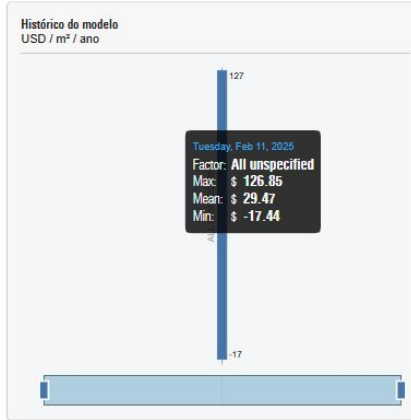 Histórico do modelo
USD / m² / ano
127
Tuesday, Feb 11, 2025
Factor: All unspecified
Max: $ 126.85
Mean: $ 29.47
Min: $ -17.44
-17